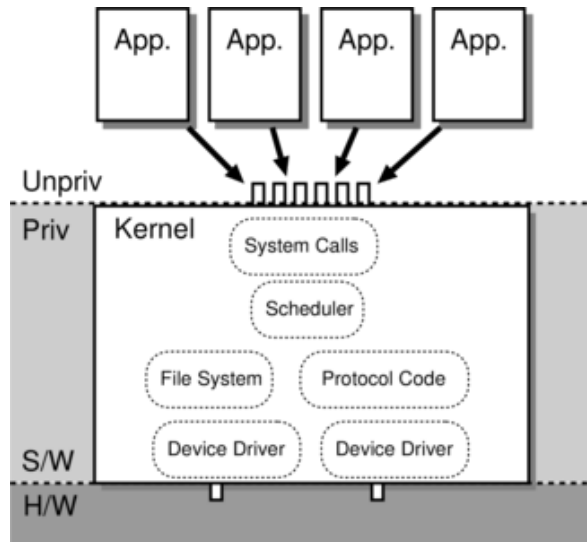 App. App. App. App.
Unpriv
Priv
Kernel
System Calls
Scheduler
File System
Protocol Code
Device Driver
Device Driver
S/W
H/W